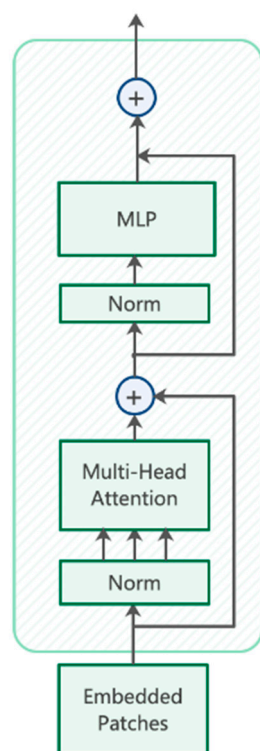 +
MLP
Norm
+
Multi-Head
Attention
Norm
Embedded
Patches